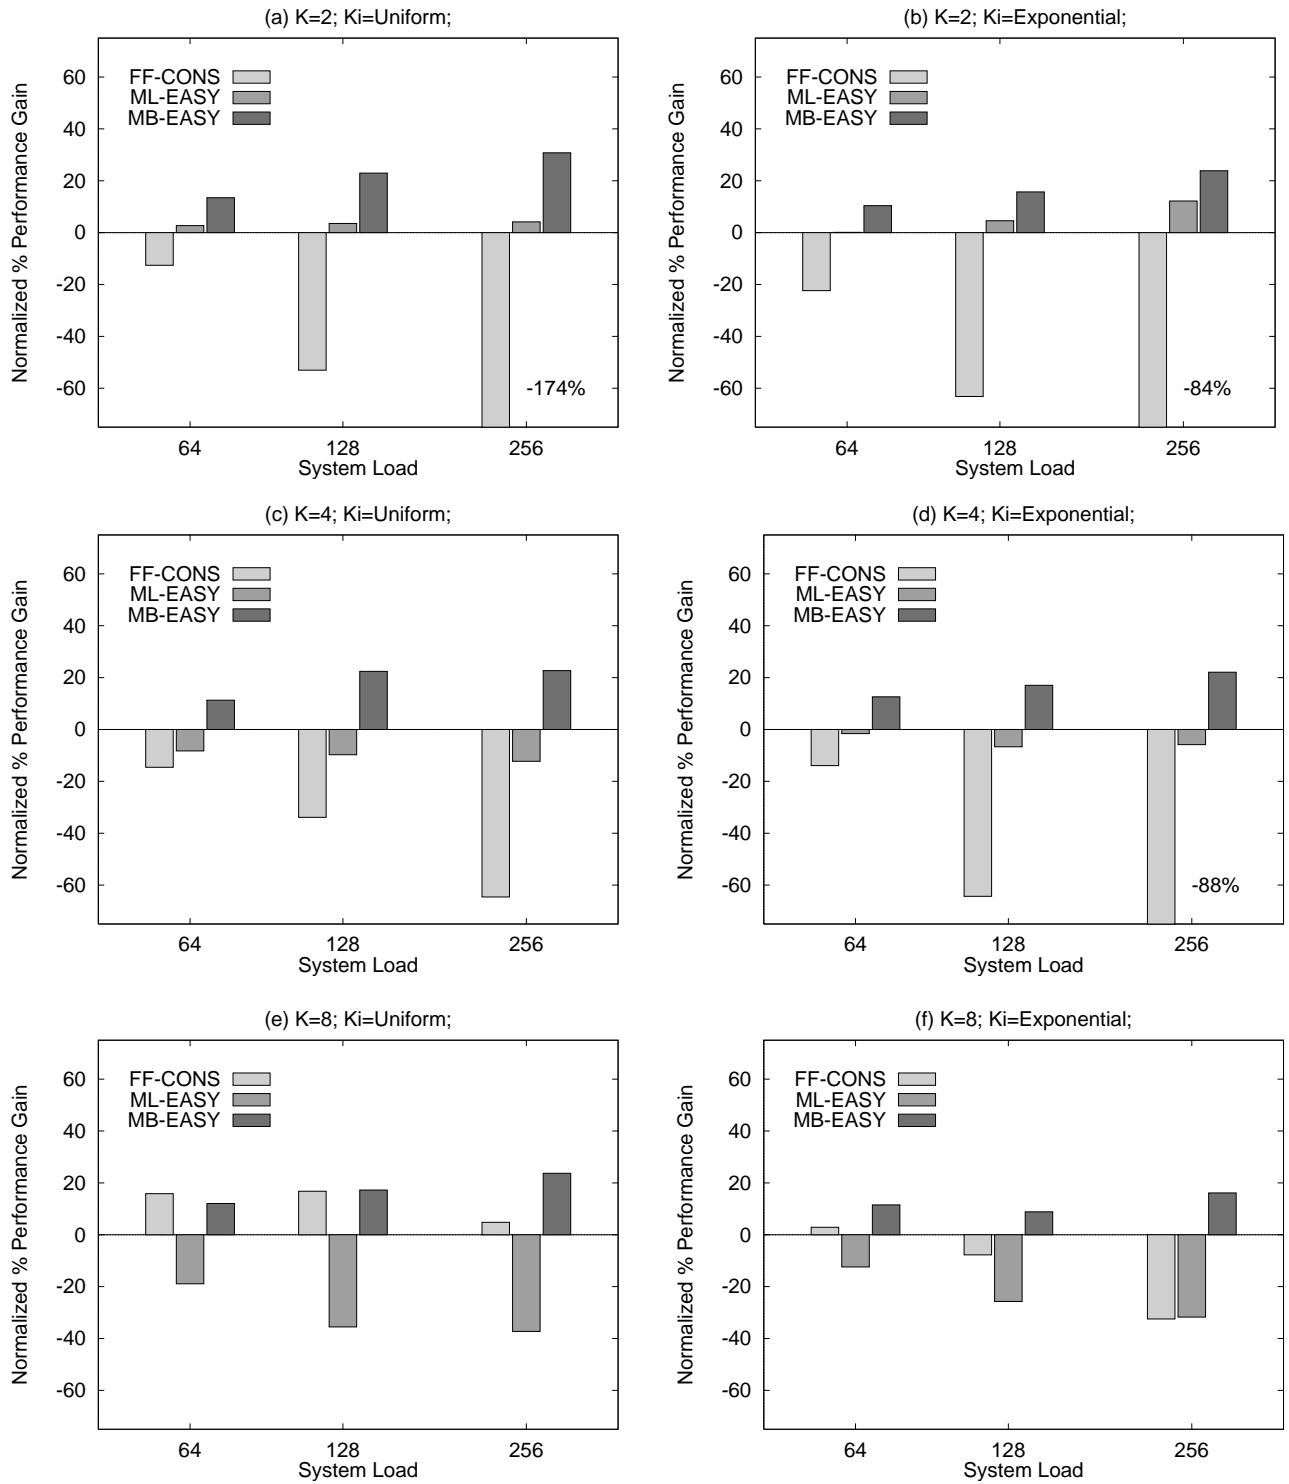 (a) K=2; Ki=Uniform;
Normalized % Performance Gain
60
40
20
0
-20
-40
-60
FF-CONS
ML-EASY
MB-EASY
-174%
64 128 256
System Load
(b) K=2; Ki=Exponential;
Normalized % Performance Gain
60
40
20
0
-20
-40
-60
FF-CONS
ML-EASY
MB-EASY
-84%
64 128 256
System Load
(c) K=4; Ki=Uniform;
Normalized % Performance Gain
60
40
20
0
-20
-40
-60
FF-CONS
ML-EASY
MB-EASY
64 128 256
System Load
(d) K=4; Ki=Exponential;
Normalized % Performance Gain
60
40
20
0
-20
-40
-60
FF-CONS
ML-EASY
MB-EASY
-88%
64 128 256
System Load
(e) K=8; Ki=Uniform;
Normalized % Performance Gain
60
40
20
0
-20
-40
-60
FF-CONS
ML-EASY
MB-EASY
64 128 256
System Load
(f) K=8; Ki=Exponential;
Normalized % Performance Gain
60
40
20
0
-20
-40
-60
FF-CONS
ML-EASY
MB-EASY
64 128 256
System Load